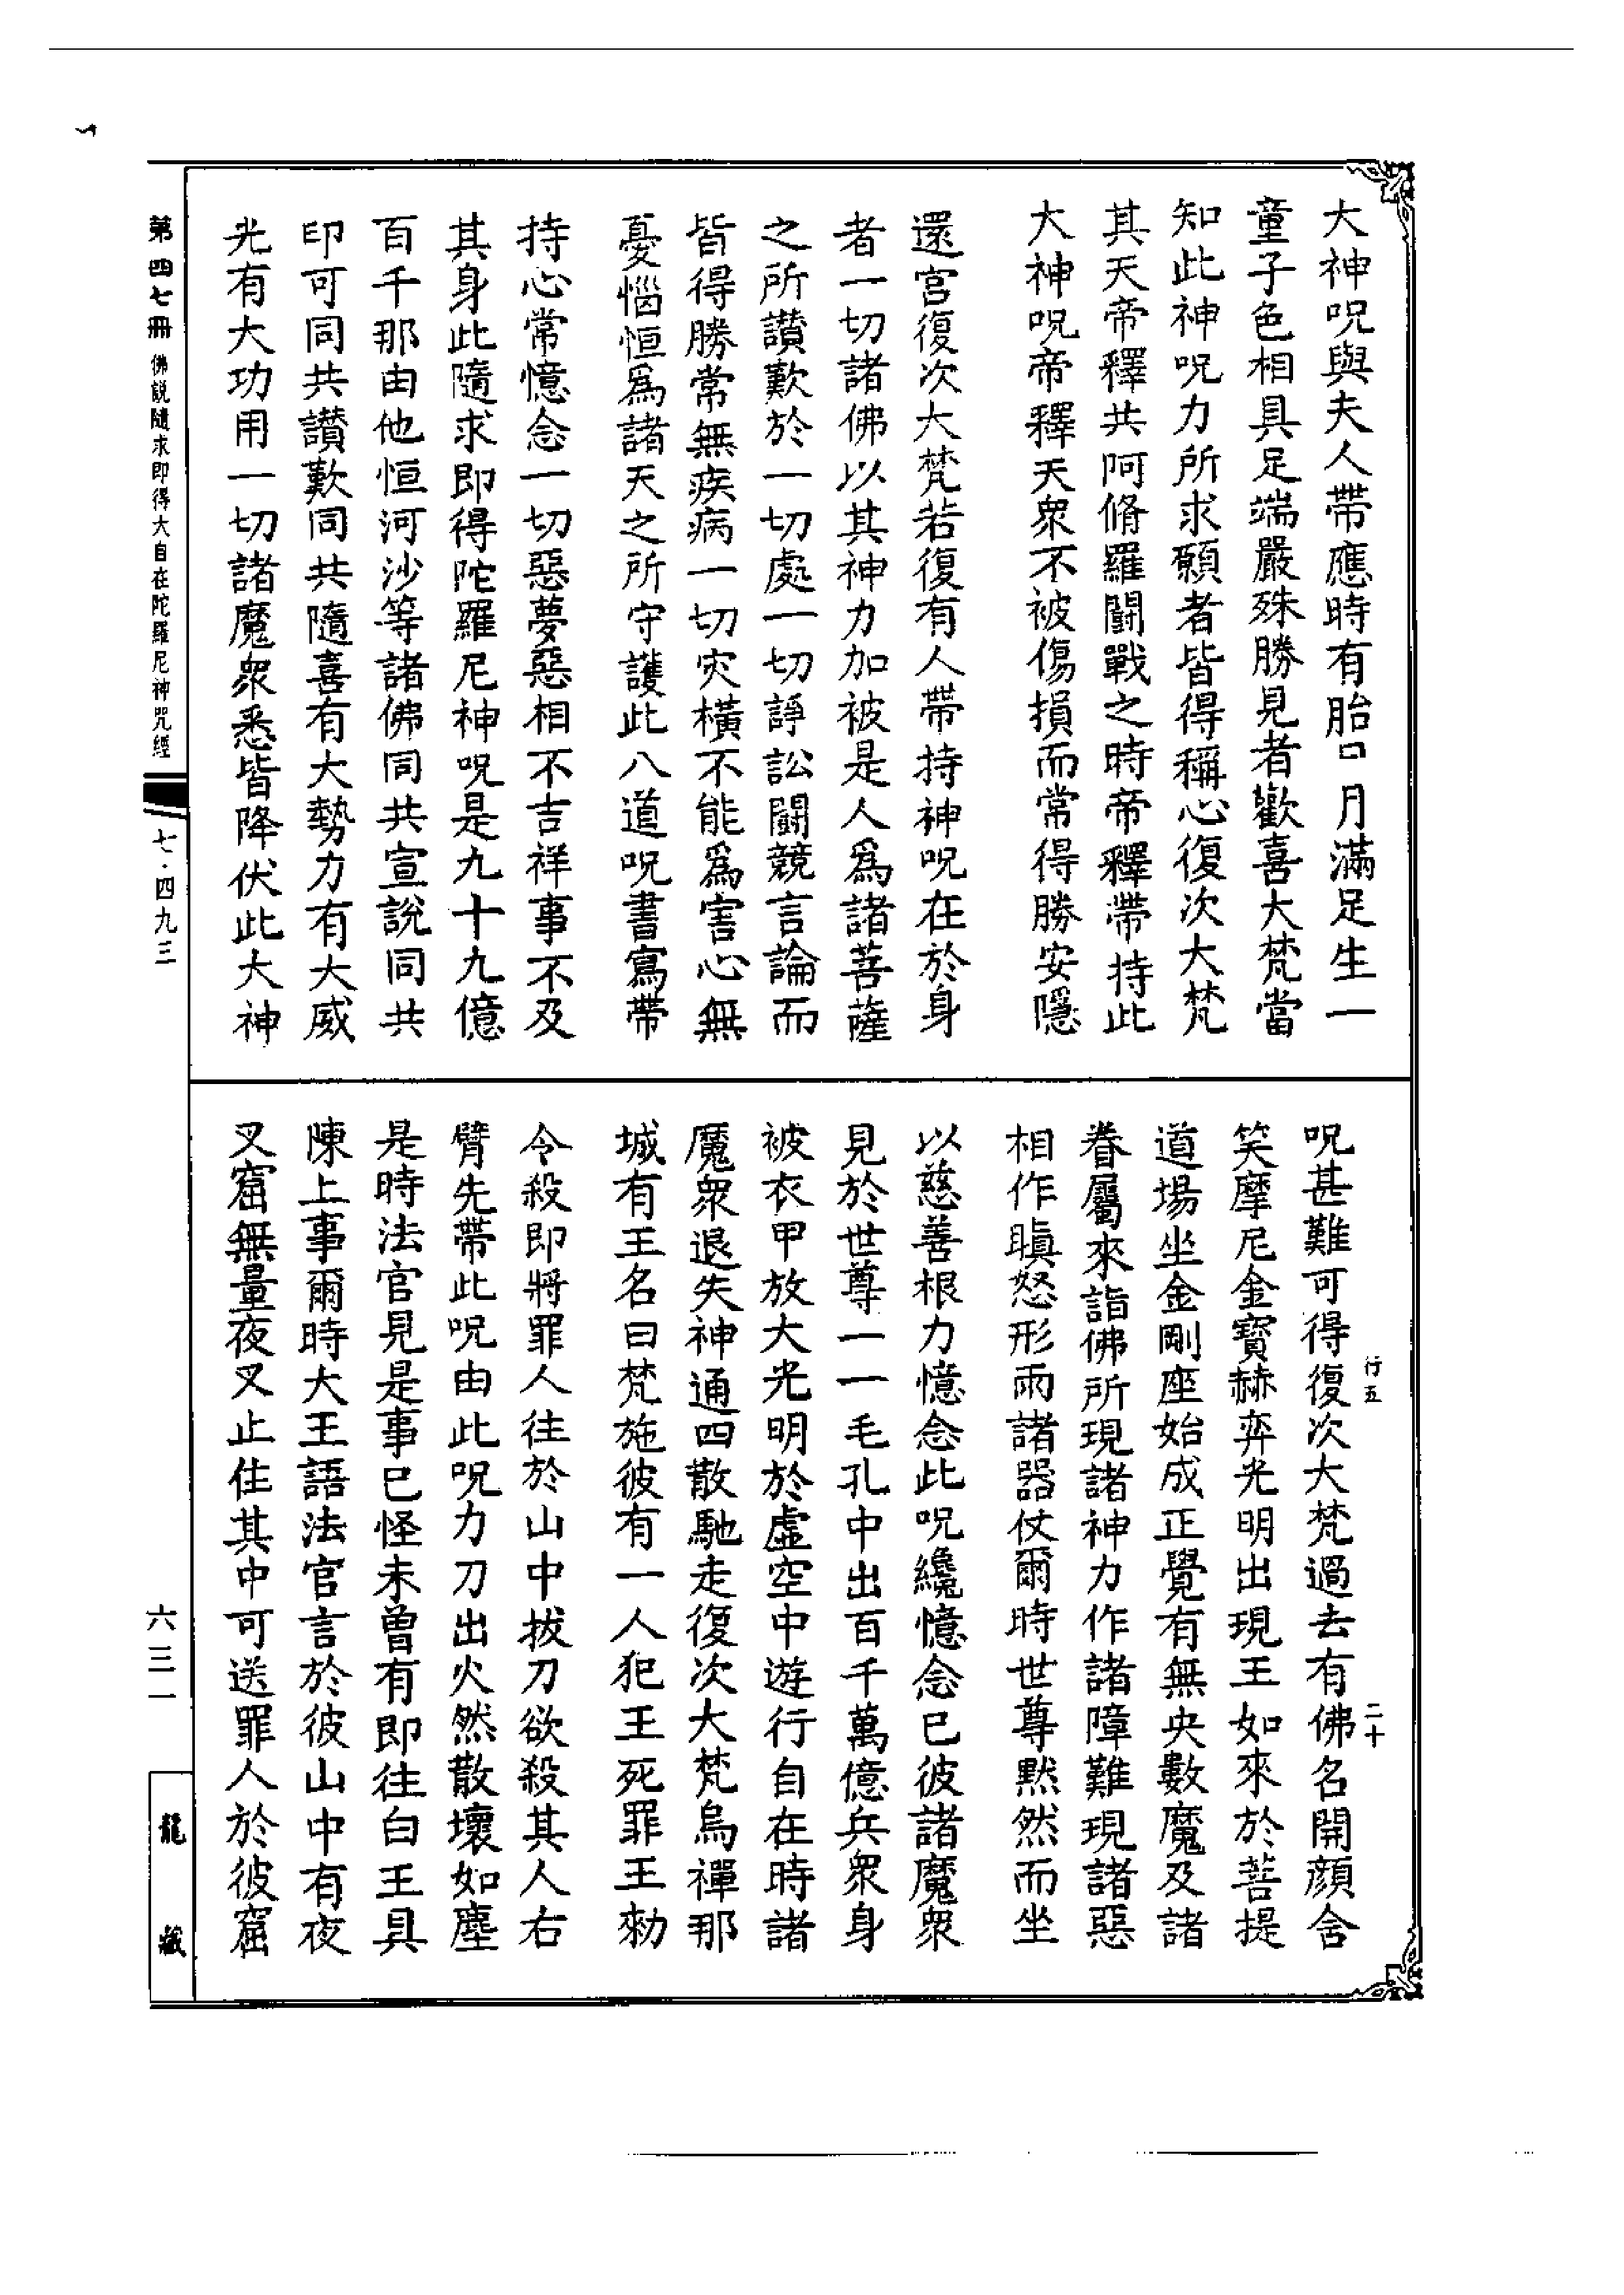 大神呪與夫人帶應時有胎日月滿足生一
童子色相具足端嚴殊勝見者歡喜大梵當
知此神呪力所求願者皆得稱心復次大梵
其天帝釋共阿脩羅鬭戰之時帝釋帶持此
大神呪帝釋天眾不被傷損而常得勝安隱
還宮復次大梵若復有人帶持神呪在於身
者一切諸佛以其神力加被是人為諸菩薩
之所讚歎於一切處一切諍訟鬭競言論而
皆得勝常無疾病一切灾橫不能為害心無
憂惱恒為諸天之所守護此八道呪書寫帶
持心常憶念一切惡夢惡相不吉祥事不及
其身此隨求即得陀羅尼神呪是九十九億
百千那由他恒河沙等諸佛同共宣說同共
印可同共讚歎同共隨喜有大勢力有大威
光有大功用一切諸魔眾悉皆降伏此大神
呪甚難可得復次大梵過去有佛名開顏含
笑摩尼金寶赫弈光明出現王如來於菩提
道場坐金剛座始成正覺有無央數魔及諸
眷屬來詣佛所現諸神力作諸障難現諸惡
相作瞋怒形雨諸器仗爾時世尊黙然而坐
以慈善根力憶念此呪纔憶念已彼諸魔眾
見於世尊一一毛孔中出百千萬億兵眾身
被衣甲放大光明於虛空中遊行自在時諸
魔眾退失神通四散馳走復次大梵烏禪那
城有王名曰梵施彼有一人犯王死罪王勑
令殺即將罪人往於山中拔刀欲殺其人右
臂先帶此呪由此呪力刀出火然散壞如塵
是時法官見是事已怪未曾有即往白王具
陳上事爾時大王語法官言於彼山中有夜
叉窟無量夜叉止住其中可送罪人於彼窟
行五
二十
第四七冊 佛說隨求即得大自在陀羅尼神咒經
七·四九三
六三一
龍藏